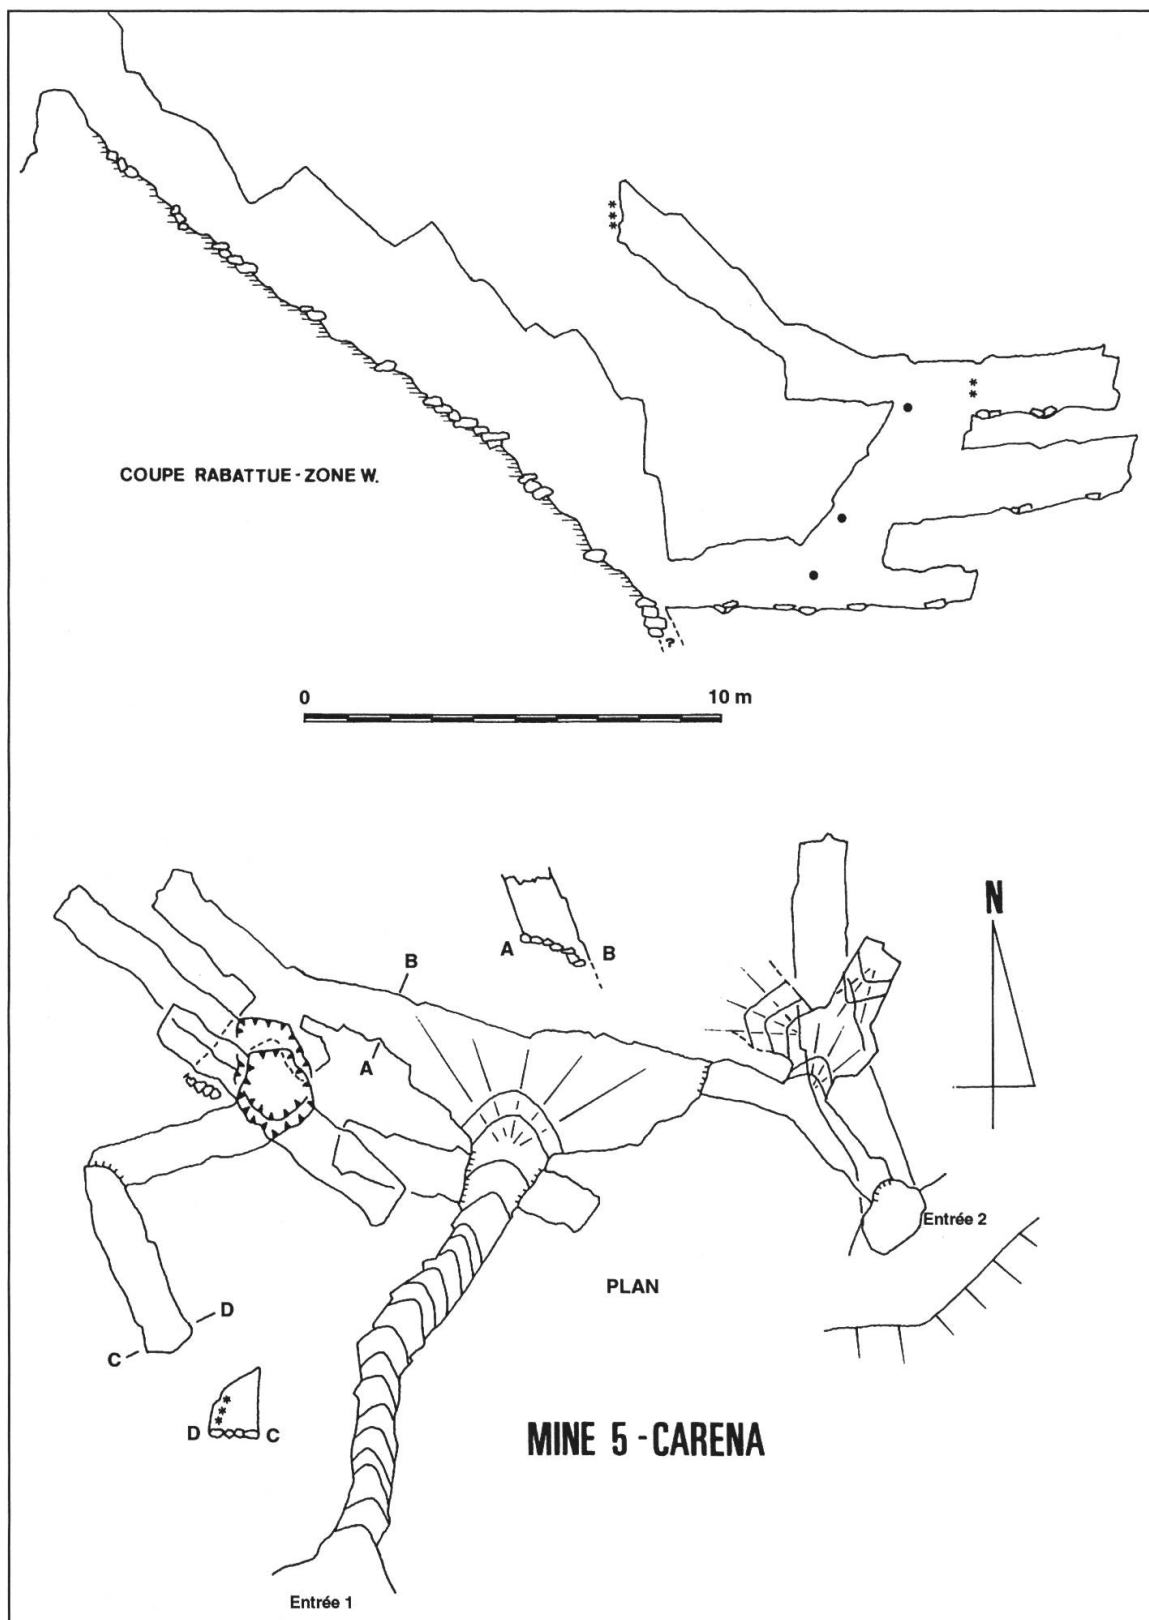 COUPE RABATTUE - ZONE W.
?
0 10 m
N
A B
B
A
Entrée 2
PLAN
D
C
D C
MINE 5 - CARENA
Entrée 1